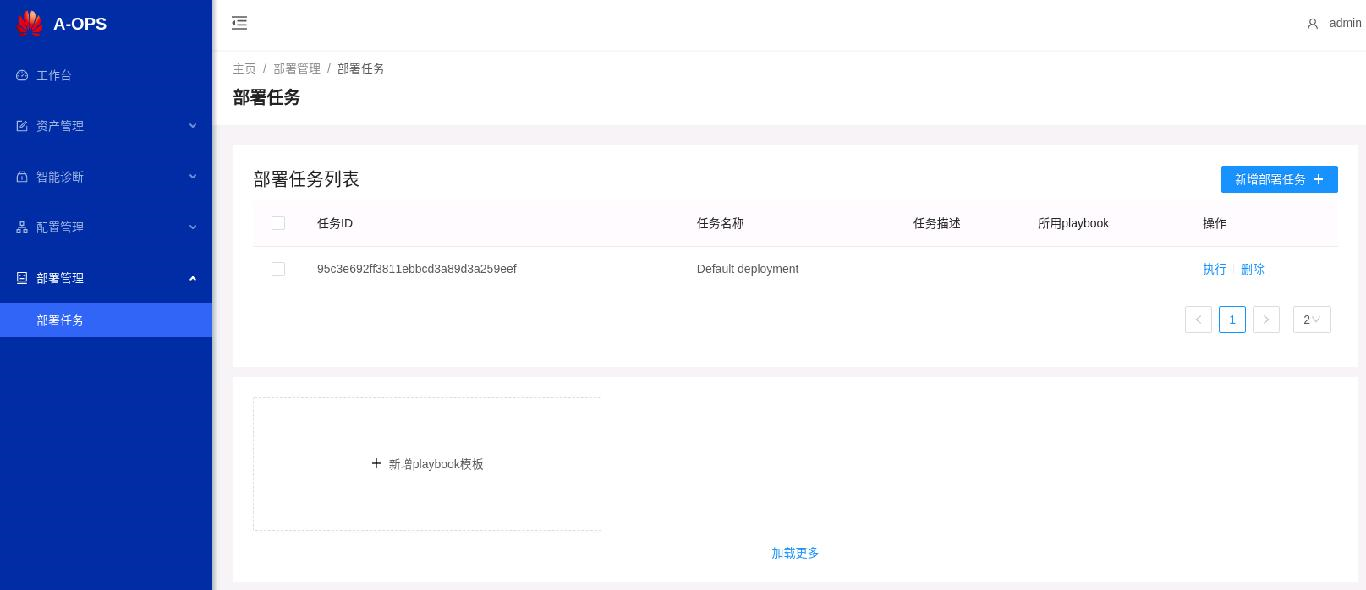 A-OPS
admin
工作台
资产管理
智能诊断
配置管理
部署管理
部署任务
主页 / 部署管理 / 部署任务
部署任务
部署任务列表
新增部署任务 +
任务ID 任务名称 任务描述 所用playbook 操作
95c3e692ff3811ebbcd3a89d3a259eef Default deployment 执行 | 删除
1 2
+ 新增playbook模板
加载更多